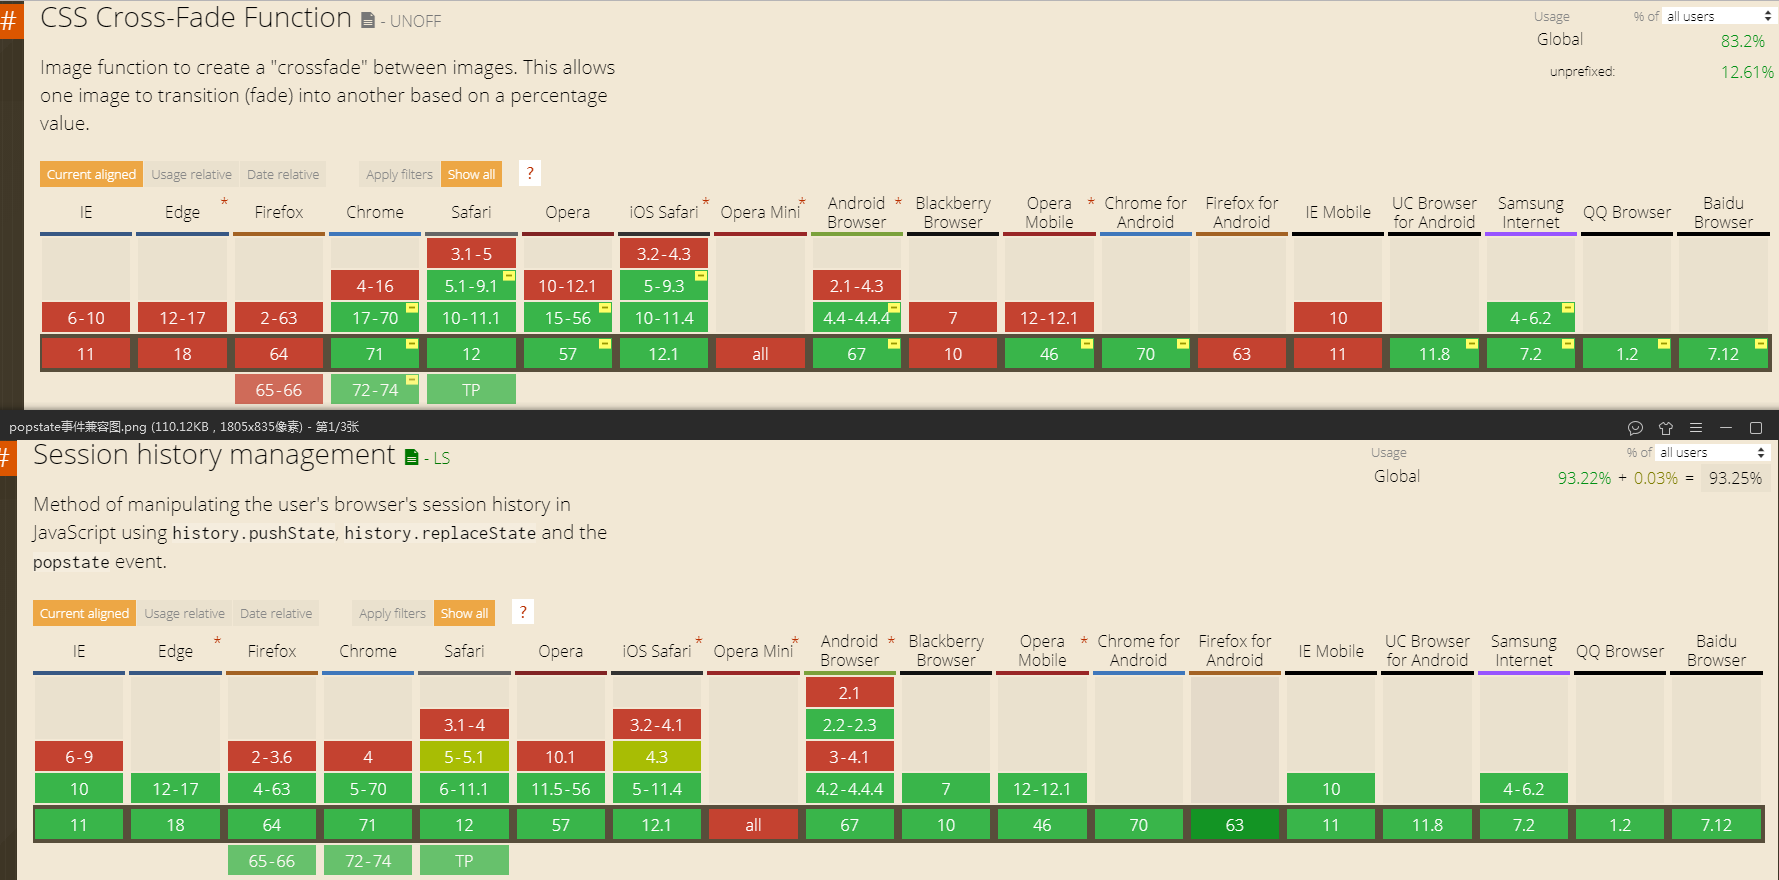 # CSS Cross-Fade Function - UNOFF
Usage % of all users
Global 83.2%
unprefixed: 12.61%
Image function to create a "crossfade" between images. This allows
one image to transition (fade) into another based on a percentage
value.
Current aligned Usage relative Date relative Apply filters Show all ?
IE Edge * Firefox Chrome Safari Opera iOS Safari * Opera Mini * Android Browser * Blackberry Browser Opera Mobile * Chrome for Android Firefox for Android IE Mobile UC Browser for Android Samsung Internet QQ Browser Baidu Browser
3.1-5 3.2-4.3
4-16 5.1-9.1 10-12.1 5-9.3 2.1-4.3
6-10 12-17 2-63 17-70 10-11.1 15-56 10-11.4 4.4-4.4.4 7 12-12.1 10 4-6.2
11 18 64 71 12 57 12.1 all 67 10 46 70 63 11 11.8 7.2 1.2 7.12
65-66 72-74 TP
popstate事件兼容图.png (110.12KB , 1805x835像素) - 第1/3张
# Session history management - LS
Usage % of all users
Global 93.22% + 0.03% = 93.25%
Method of manipulating the user's browser's session history in
JavaScript using history.pushState, history.replaceState and the
popstate event.
Current aligned Usage relative Date relative Apply filters Show all ?
IE Edge * Firefox Chrome Safari Opera iOS Safari * Opera Mini * Android Browser * Blackberry Browser Opera Mobile * Chrome for Android Firefox for Android IE Mobile UC Browser for Android Samsung Internet QQ Browser Baidu Browser
2.1
3.1-4 3.2-4.1 2.2-2.3
6-9 2-3.6 4 5-5.1 10.1 4.3 3-4.1
10 12-17 4-63 5-70 6-11.1 11.5-56 5-11.4 4.2-4.4.4 7 12-12.1 10 4-6.2
11 18 64 71 12 57 12.1 all 67 10 46 70 63 11 11.8 7.2 1.2 7.12
65-66 72-74 TP